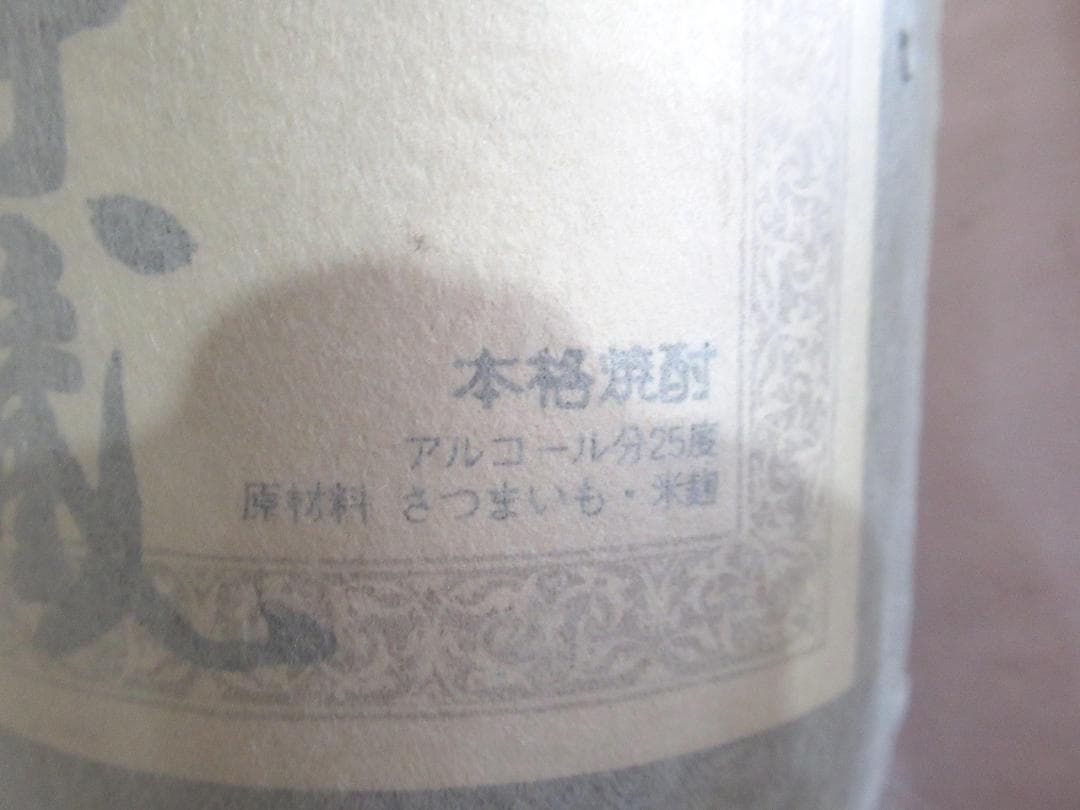 本格焼酎
アルコール分25度
原材料 さつまいも・米麹